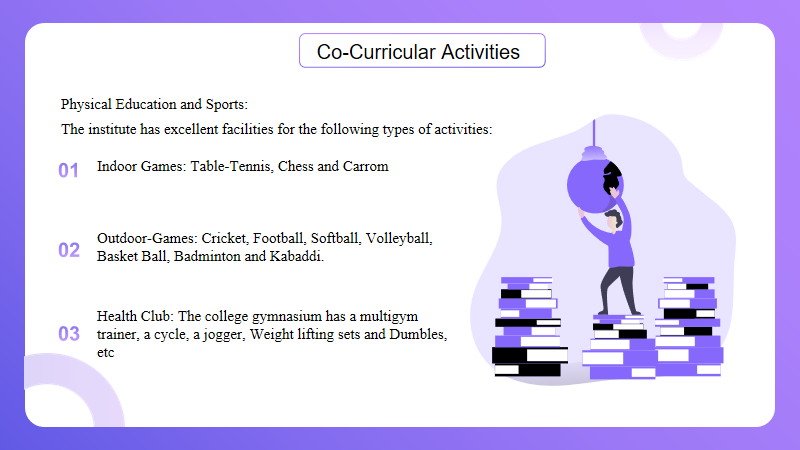 Co-Curricular Activities
Physical Education and Sports:
The institute has excellent facilities for the following types of activities:
01
Indoor Games: Table-Tennis, Chess and Carrom
02
Outdoor-Games: Cricket, Football, Softball, Volleyball,
Basket Ball, Badminton and Kabaddi.
03
Health Club: The college gymnasium has a multigym
trainer, a cycle, a jogger, Weight lifting sets and Dumbles,
etc